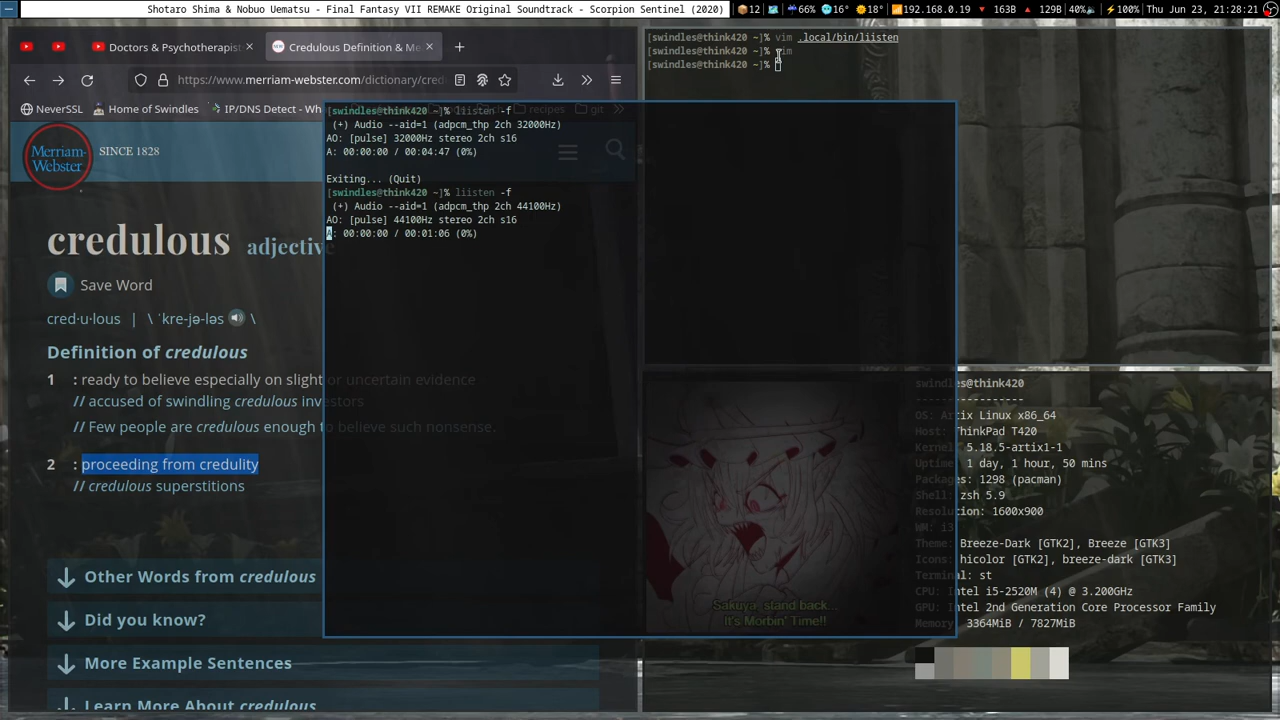 Shotaro Shima & Nobuo Uematsu - Final Fantasy VII REMAKE Original Soundtrack - Scorpion Sentinel (2020)
12 66% 16° 18° 192.168.0.19 163B 129B 40% 100% Thu Jun 23, 21:28:21
Doctors & Psychotherapis
Credulous Definition & Me
https://www.merriam-webster.com/dictionary/cred
NeverSSL Home of Swindles IP/DNS Detect - Wh recipes git
Merriam-Webster
SINCE 1828
credulous adjective
Save Word
cred·u·lous | \ ˈkre-jə-ləs \
Definition of credulous
1 : ready to believe especially on slight or uncertain evidence
// accused of swindling credulous investors
// Few people are credulous enough to believe such nonsense.
2 : proceeding from credulity
// credulous superstitions
Other Words from credulous
Did you know?
More Example Sentences
Learn More About credulous
[swindles@think420 ~]% liisten -f
(+) Audio --aid=1 (adpcm_thp 2ch 32000Hz)
AO: [pulse] 32000Hz stereo 2ch s16
A: 00:00:00 / 00:04:47 (0%)
Exiting... (Quit)
[swindles@think420 ~]% liisten -f
(+) Audio --aid=1 (adpcm_thp 2ch 44100Hz)
AO: [pulse] 44100Hz stereo 2ch s16
A: 00:00:00 / 00:01:06 (0%)
[swindles@think420 ~]% vim .local/bin/liisten
[swindles@think420 ~]% vim
[swindles@think420 ~]%
Sakuya, stand back...
It's Morbin' Time!!
swindles@think420
-----------------
OS: Artix Linux x86_64
Host: ThinkPad T420
Kernel: 5.18.5-artix1-1
Uptime: 1 day, 1 hour, 50 mins
Packages: 1298 (pacman)
Shell: zsh 5.9
Resolution: 1600x900
WM: i3
Theme: Breeze-Dark [GTK2], Breeze [GTK3]
Icons: hicolor [GTK2], breeze-dark [GTK3]
Terminal: st
CPU: Intel i5-2520M (4) @ 3.200GHz
GPU: Intel 2nd Generation Core Processor Family
Memory: 3364MiB / 7827MiB